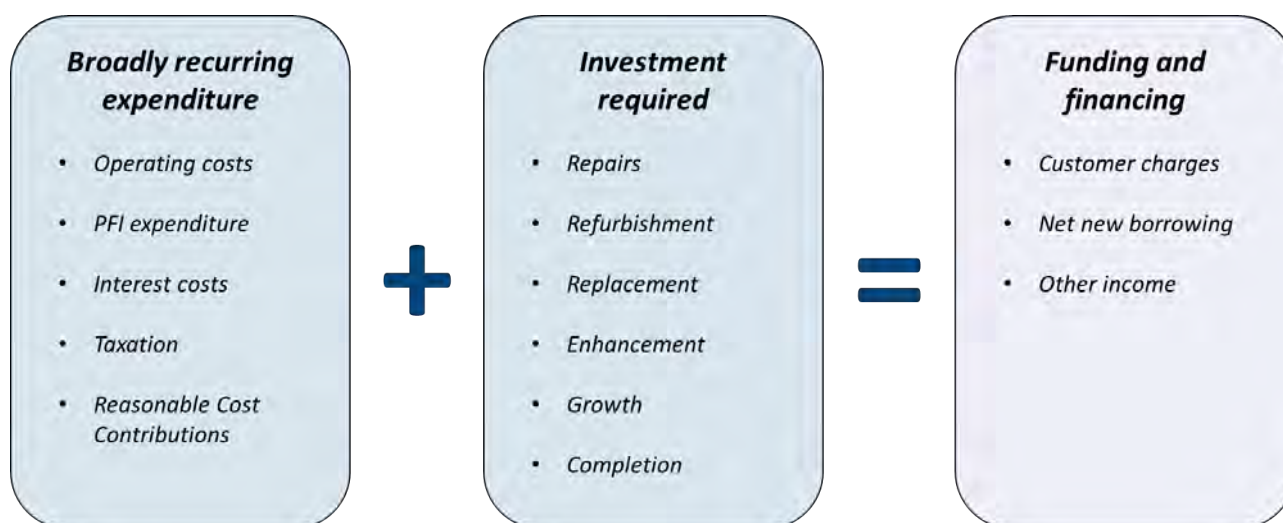 Broadly recurring
expenditure
• Operating costs
• PFI expenditure
• Interest costs
• Taxation
• Reasonable Cost
Contributions
+
Investment
required
• Repairs
• Refurbishment
• Replacement
• Enhancement
• Growth
• Completion
=
Funding and
financing
• Customer charges
• Net new borrowing
• Other income